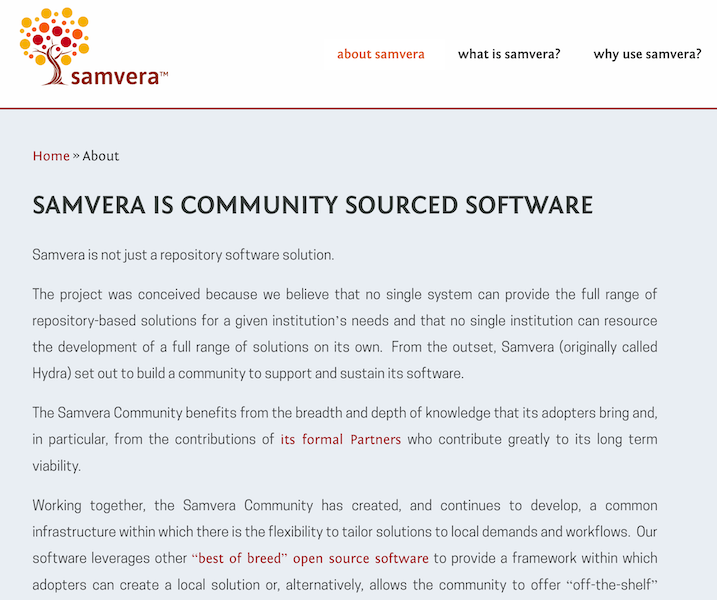 samvera™
about samvera
what is samvera?
why use samvera?
Home » About
SAMVERA IS COMMUNITY SOURCED SOFTWARE
Samvera is not just a repository software solution.
The project was conceived because we believe that no single system can provide the full range of
repository-based solutions for a given institution's needs and that no single institution can resource
the development of a full range of solutions on its own. From the outset, Samvera (originally called
Hydra) set out to build a community to support and sustain its software.
The Samvera Community benefits from the breadth and depth of knowledge that its adopters bring and,
in particular, from the contributions of its formal Partners who contribute greatly to its long term
viability.
Working together, the Samvera Community has created, and continues to develop, a common
infrastructure within which there is the flexibility to tailor solutions to local demands and workflows. Our
software leverages other “best of breed” open source software to provide a framework within which
adopters can create a local solution or, alternatively, allows the community to offer “off-the-shelf”